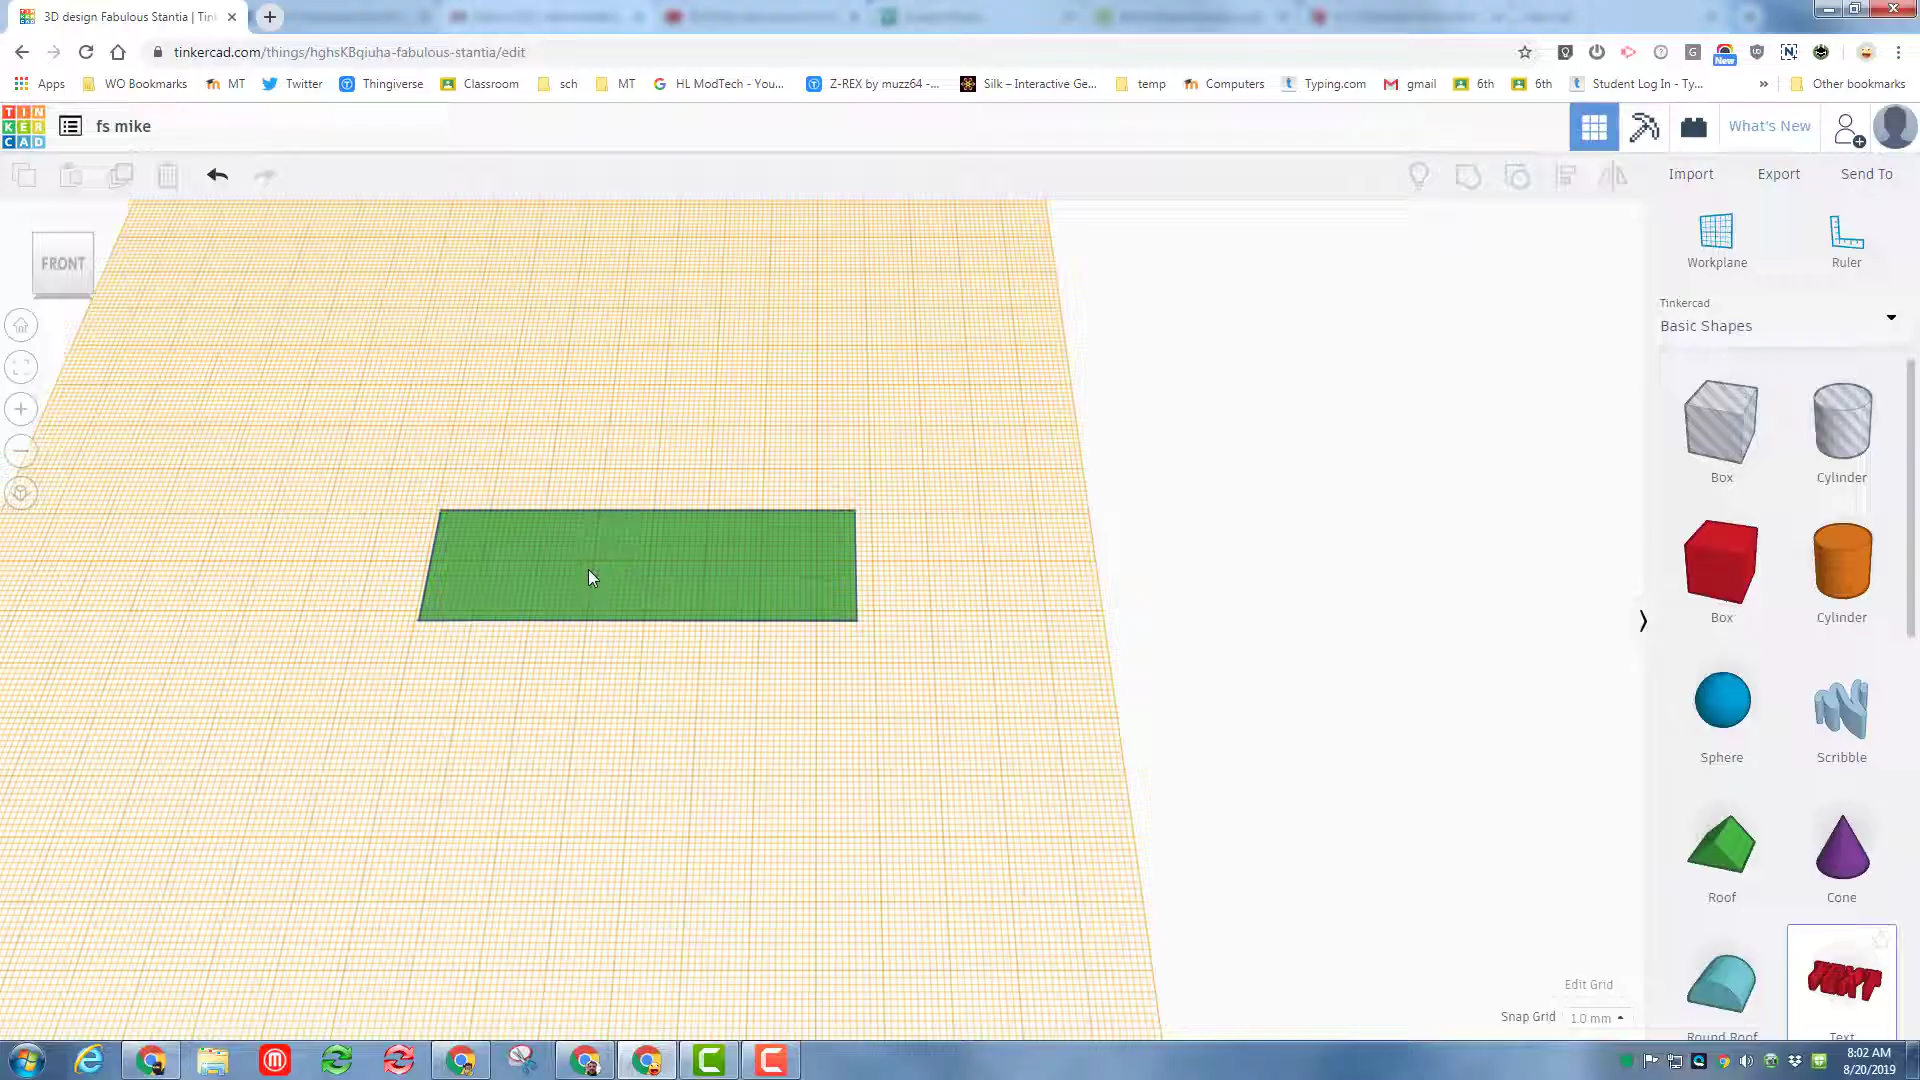 3D design Fabulous Stantia | Tin
tinkercad.com/things/hghsKBqiuha-fabulous-stantia/edit
New
Apps WO Bookmarks MT Twitter Thingiverse Classroom sch MT HL ModTech - You... Z-REX by muzz64 -... Silk – Interactive Ge... temp Computers Typing.com gmail 6th 6th Student Log In - Ty... » Other bookmarks
TIN
KER
CAD
fs mike
What's New
Import Export Send To
FRONT
Workplane Ruler
Tinkercad
Basic Shapes
Box Cylinder
Box Cylinder
Sphere Scribble
Roof Cone
TEXT
Round Roof Text
Edit Grid
Snap Grid 1.0 mm
8:02 AM
8/20/2019